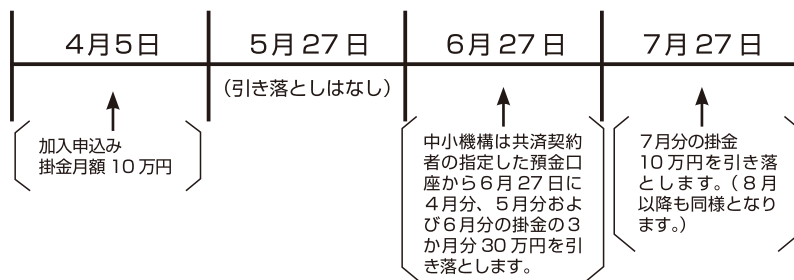 4月5日
5月27日
6月27日
7月27日
(引き落としはなし)
加入申込み
掛金月額10万円
中小機構は共済契約
者の指定した預金口
座から6月27日に
4月分、5月分およ
び6月分の掛金の3
か月分30万円を引
き落とします。
7月分の掛金
10万円を引き落
とします。(8月
以降も同様となり
ます。)